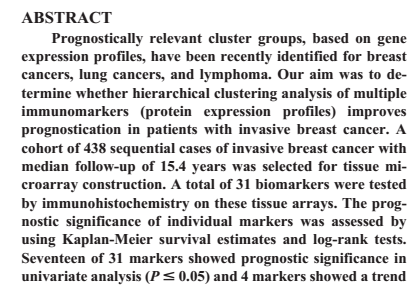 ABSTRACT
Prognostically relevant cluster groups, based on gene
expression profiles, have been recently identified for breast
cancers, lung cancers, and lymphoma. Our aim was to de-
termine whether hierarchical clustering analysis of multiple
immunomarkers (protein expression profiles) improves
prognostication in patients with invasive breast cancer. A
cohort of 438 sequential cases of invasive breast cancer with
median follow-up of 15.4 years was selected for tissue mi-
croarray construction. A total of 31 biomarkers were tested
by immunohistochemistry on these tissue arrays. The prog-
nostic significance of individual markers was assessed by
using Kaplan-Meier survival estimates and log-rank tests.
Seventeen of 31 markers showed prognostic significance in
univariate analysis (P ≤ 0.05) and 4 markers showed a trend